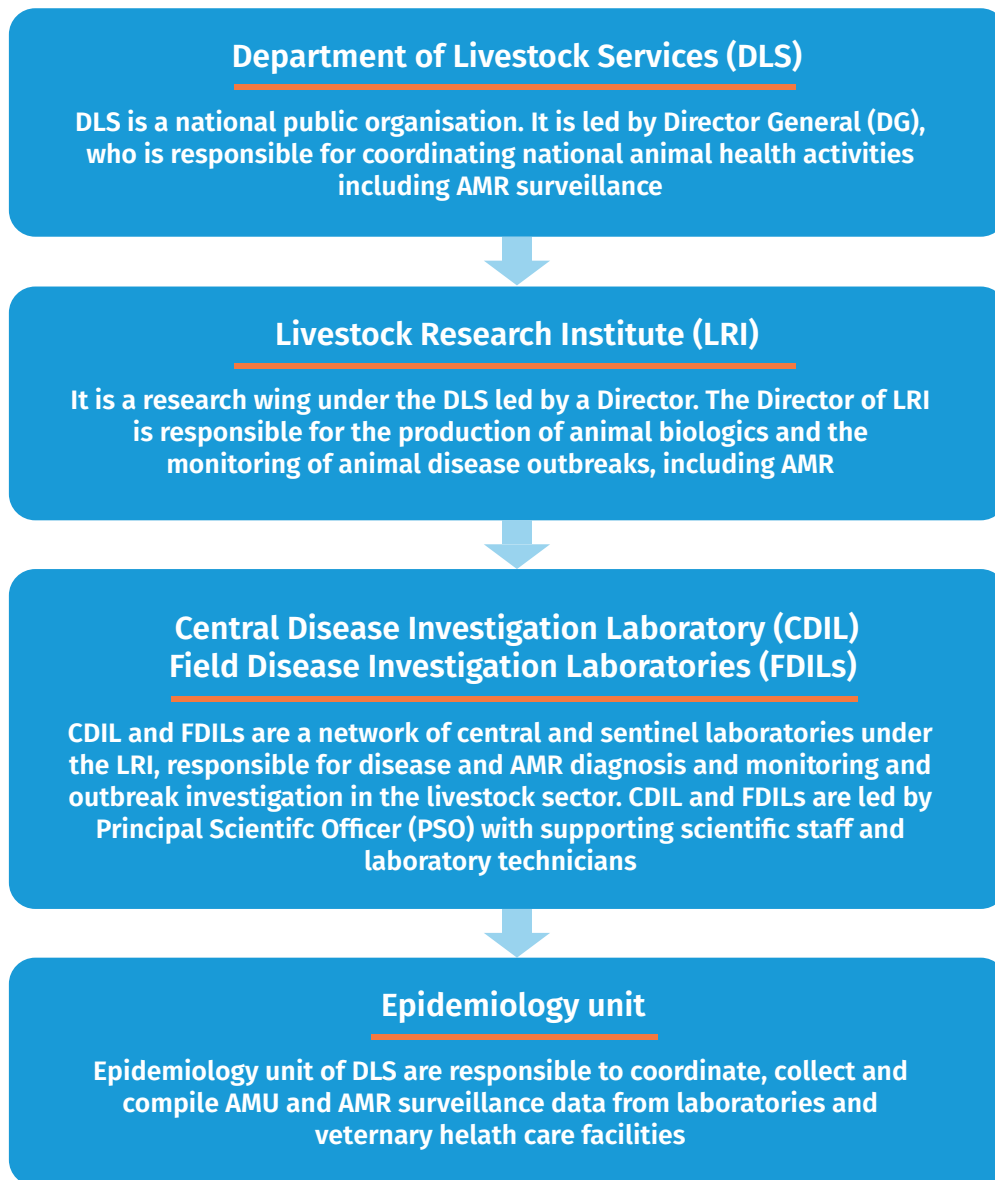 Department of Livestock Services (DLS)
DLS is a national public organisation. It is led by Director General (DG),
who is responsible for coordinating national animal health activities
including AMR surveillance
Livestock Research Institute (LRI)
It is a research wing under the DLS led by a Director. The Director of LRI
is responsible for the production of animal biologics and the
monitoring of animal disease outbreaks, including AMR
Central Disease Investigation Laboratory (CDIL)
Field Disease Investigation Laboratories (FDILs)
CDIL and FDILs are a network of central and sentinel laboratories under
the LRI, responsible for disease and AMR diagnosis and monitoring and
outbreak investigation in the livestock sector. CDIL and FDILs are led by
Principal Scientifc Officer (PSO) with supporting scientific staff and
laboratory technicians
Epidemiology unit
Epidemiology unit of DLS are responsible to coordinate, collect and
compile AMU and AMR surveillance data from laboratories and
veternary helath care facilities